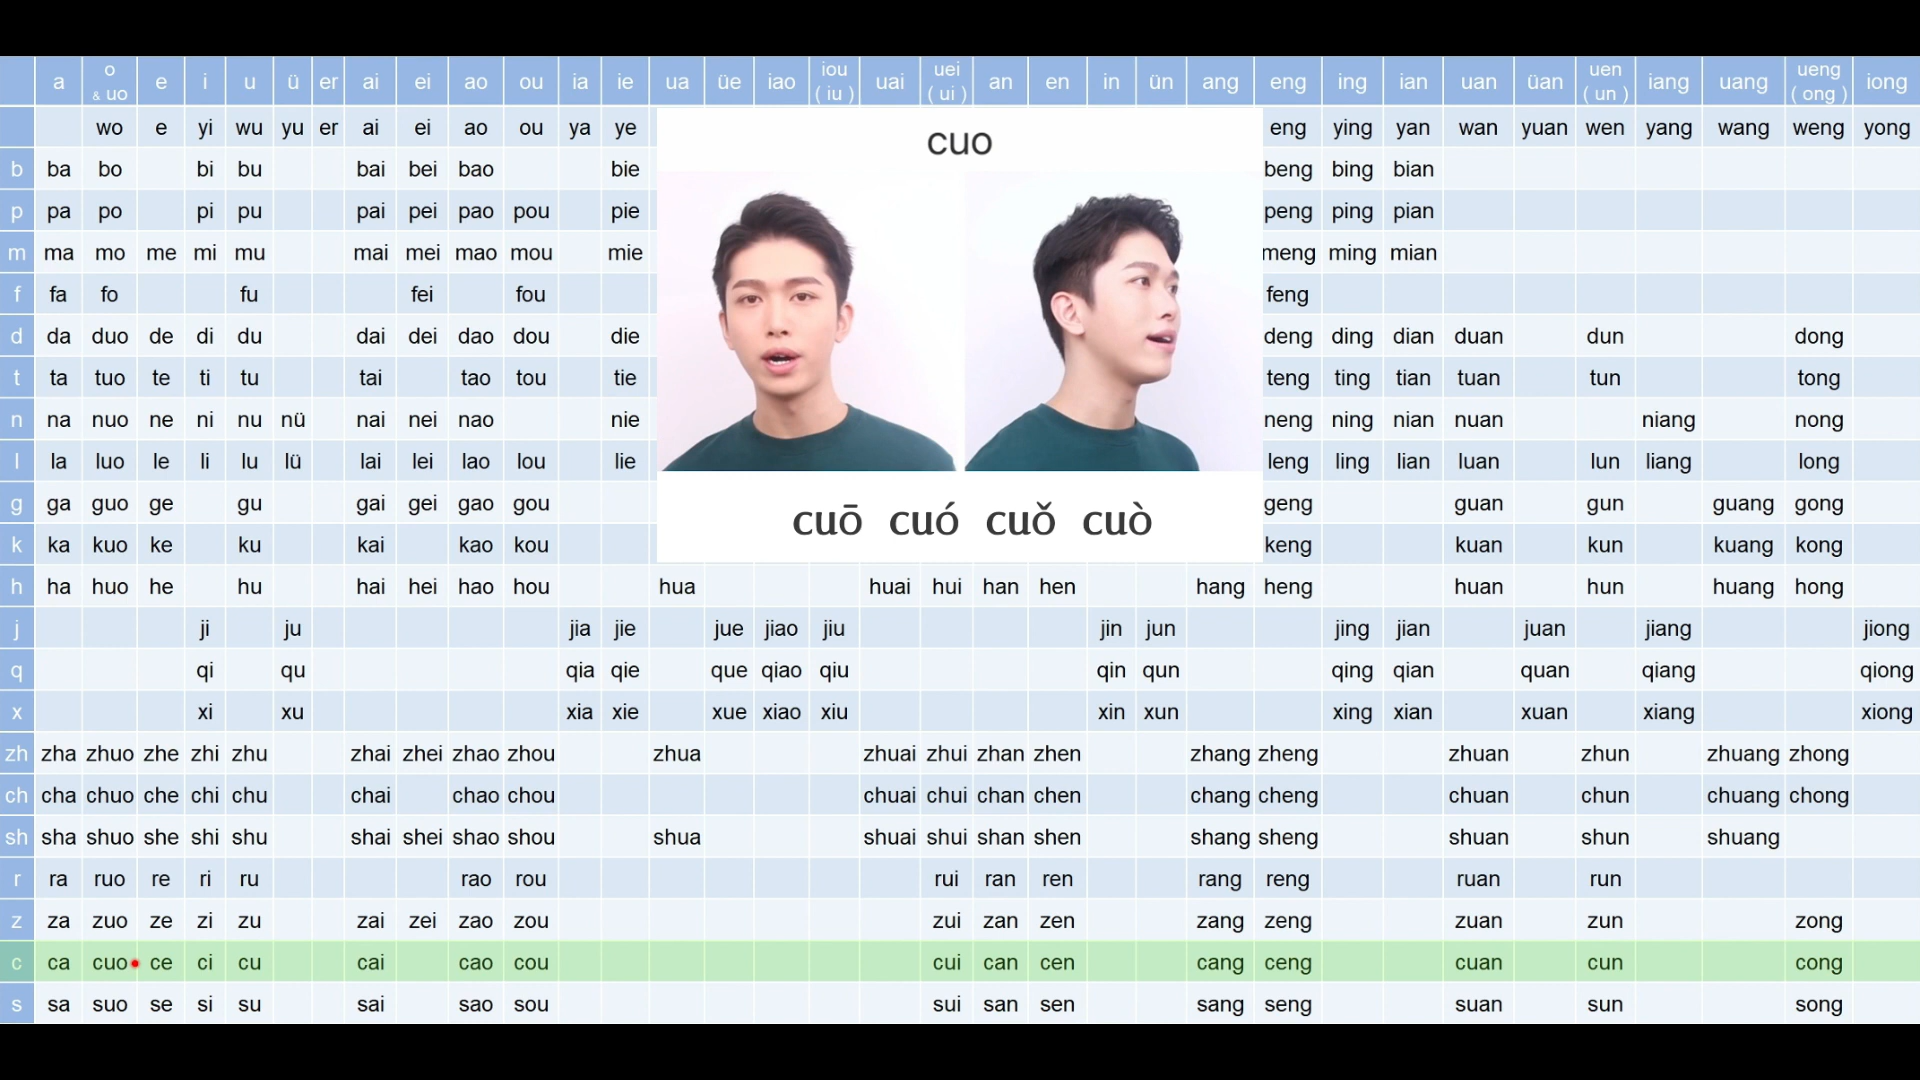 a o & uo e i u ü er ai ei ao ou ia ie ua üe iao iou ( iu ) uai uei ( ui ) an en in ün ang eng ing ian uan üan uen ( un ) iang uang ueng ( ong ) iong
wo e yi wu yu er ai ei ao ou ya ye eng ying yan wan yuan wen yang wang weng yong
cuo
b ba bo bi bu bai bei bao bie beng bing bian
p pa po pi pu pai pei pao pou pie peng ping pian
m ma mo me mi mu mai mei mao mou mie meng ming mian
f fa fo fu fei fou feng
d da duo de di du dai dei dao dou die deng ding dian duan dun dong
t ta tuo te ti tu tai tao tou tie teng ting tian tuan tun tong
n na nuo ne ni nu nü nai nei nao nie neng ning nian nuan niang nong
l la luo le li lu lü lai lei lao lou lie leng ling lian luan lun liang long
g ga guo ge gu gai gei gao gou geng guan gun guang gong
cuō cuó cuǒ cuò
k ka kuo ke ku kai kao kou keng kuan kun kuang kong
h ha huo he hu hai hei hao hou hua huai hui han hen hang heng huan hun huang hong
j ji ju jia jie jue jiao jiu jin jun jing jian juan jiang jiong
q qi qu qia qie que qiao qiu qin qun qing qian quan qiang qiong
x xi xu xia xie xue xiao xiu xin xun xing xian xuan xiang xiong
zh zha zhuo zhe zhi zhu zhai zhei zhao zhou zhua zhuai zhui zhan zhen zhang zheng zhuan zhun zhuang zhong
ch cha chuo che chi chu chai chao chou chuai chui chan chen chang cheng chuan chun chuang chong
sh sha shuo she shi shu shai shei shao shou shua shuai shui shan shen shang sheng shuan shun shuang
r ra ruo re ri ru rao rou rui ran ren rang reng ruan run
z za zuo ze zi zu zai zei zao zou zui zan zen zang zeng zuan zun zong
c ca cuo ce ci cu cai cao cou cui can cen cang ceng cuan cun cong
s sa suo se si su sai sao sou sui san sen sang seng suan sun song